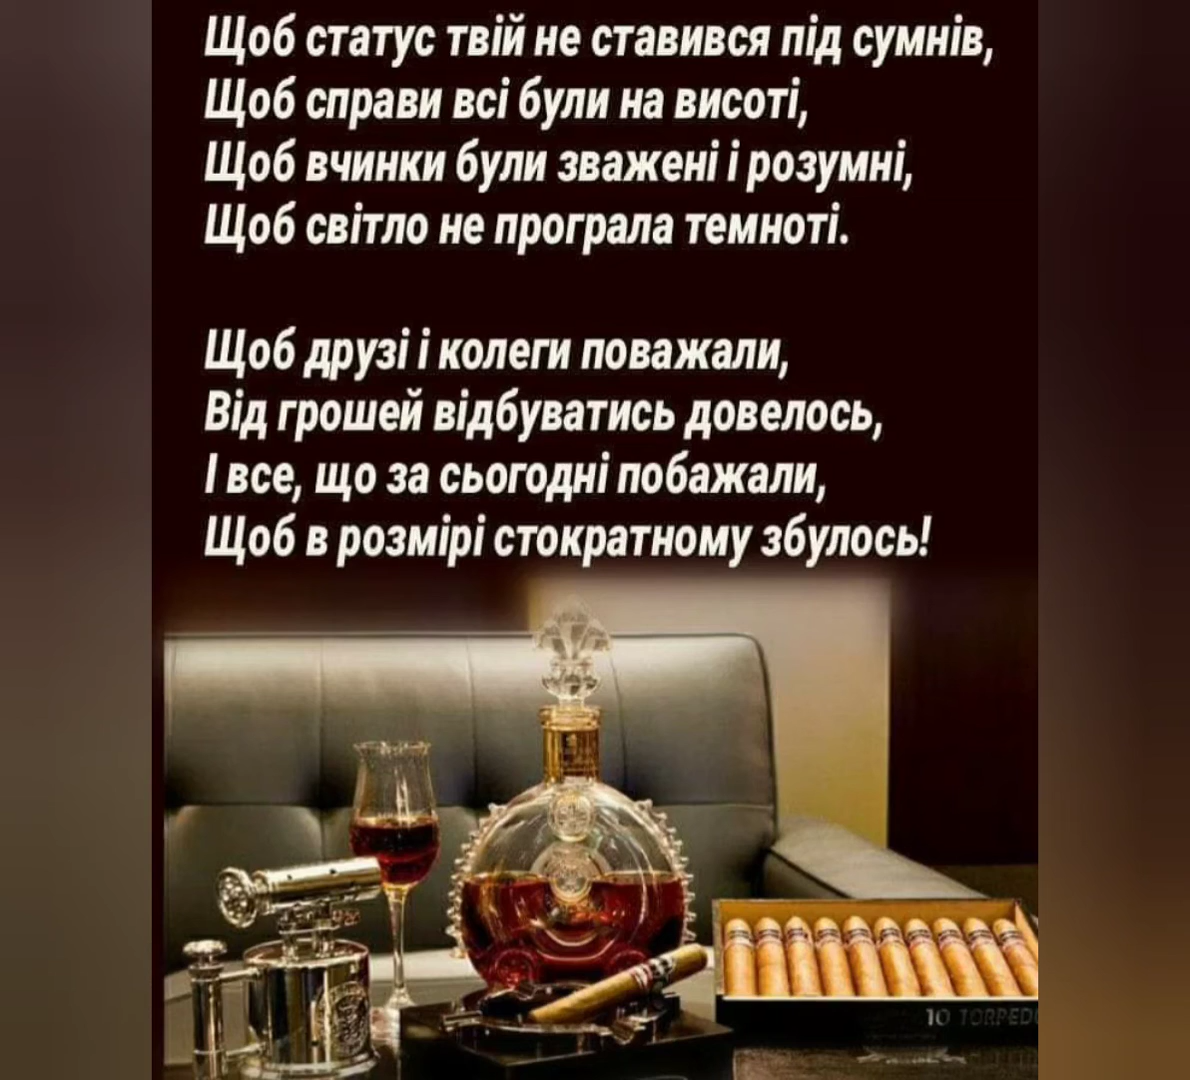 Щоб статус твій не ставився під сумнів,
Щоб справи всі були на висоті,
Щоб вчинки були зважені і розумні,
Щоб світло не програла темноті.
Щоб друзі і колеги поважали,
Від грошей відбуватись довелось,
І все, що за сьогодні побажали,
Щоб в розмірі стократному збулось!
10 TORPEDO